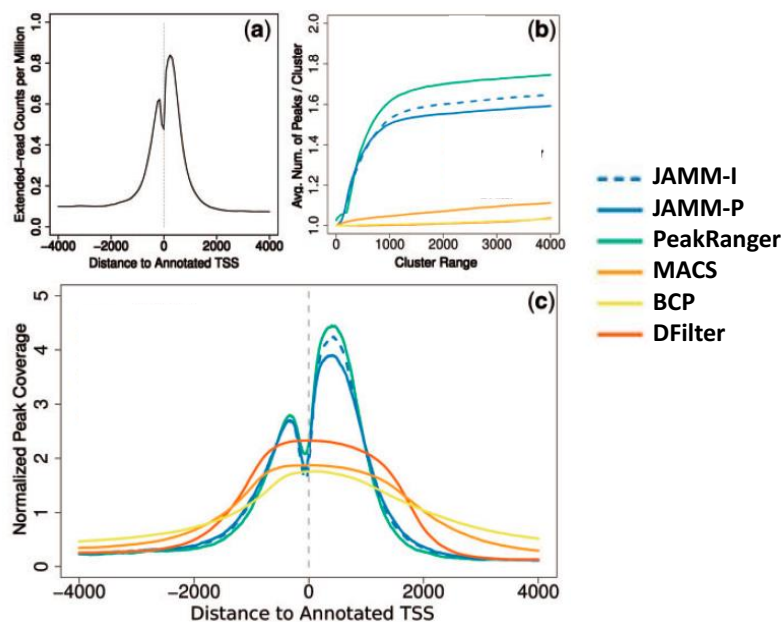 (a)
Extended-read Counts per Million
1.0
0.8
0.6
0.4
0.2
0.0
−4000 −2000 0 2000 4000
Distance to Annotated TSS
(b)
Avg. Num. of Peaks / Cluster
2.0
1.8
1.6
1.4
1.2
1.0
0 1000 2000 3000 4000
Cluster Range
JAMM-I
JAMM-P
PeakRanger
MACS
BCP
DFilter
(c)
Normalized Peak Coverage
5
4
3
2
1
0
-4000 -2000 0 2000 4000
Distance to Annotated TSS